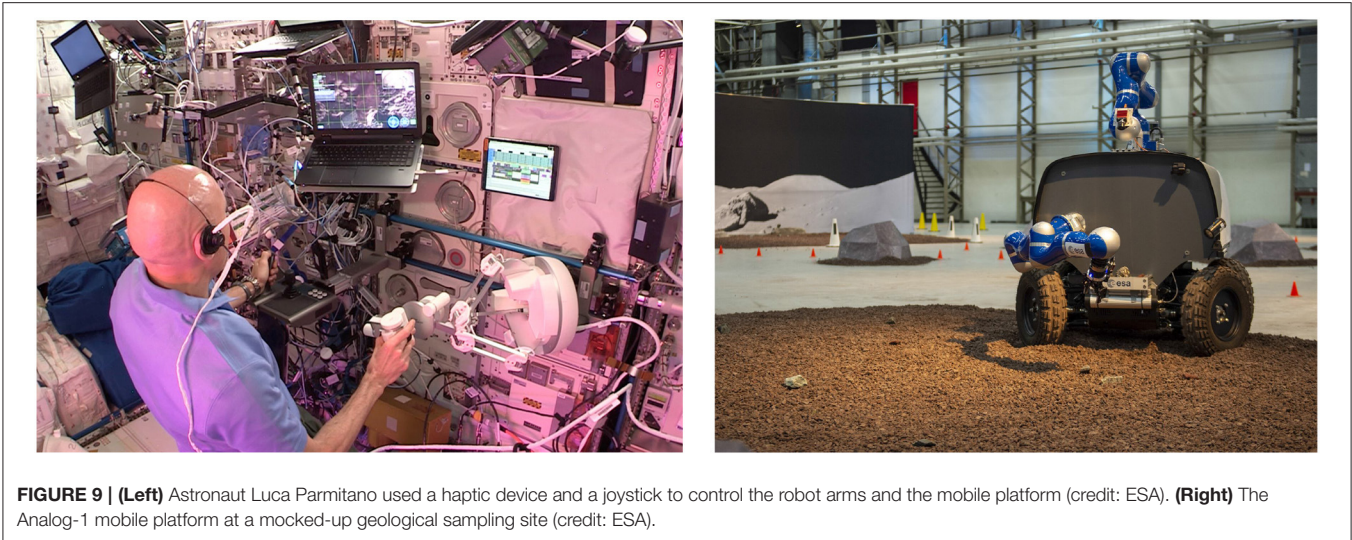 esa
FIGURE 9 | (Left) Astronaut Luca Parmitano used a haptic device and a joystick to control the robot arms and the mobile platform (credit: ESA). (Right) The
Analog-1 mobile platform at a mocked-up geological sampling site (credit: ESA).